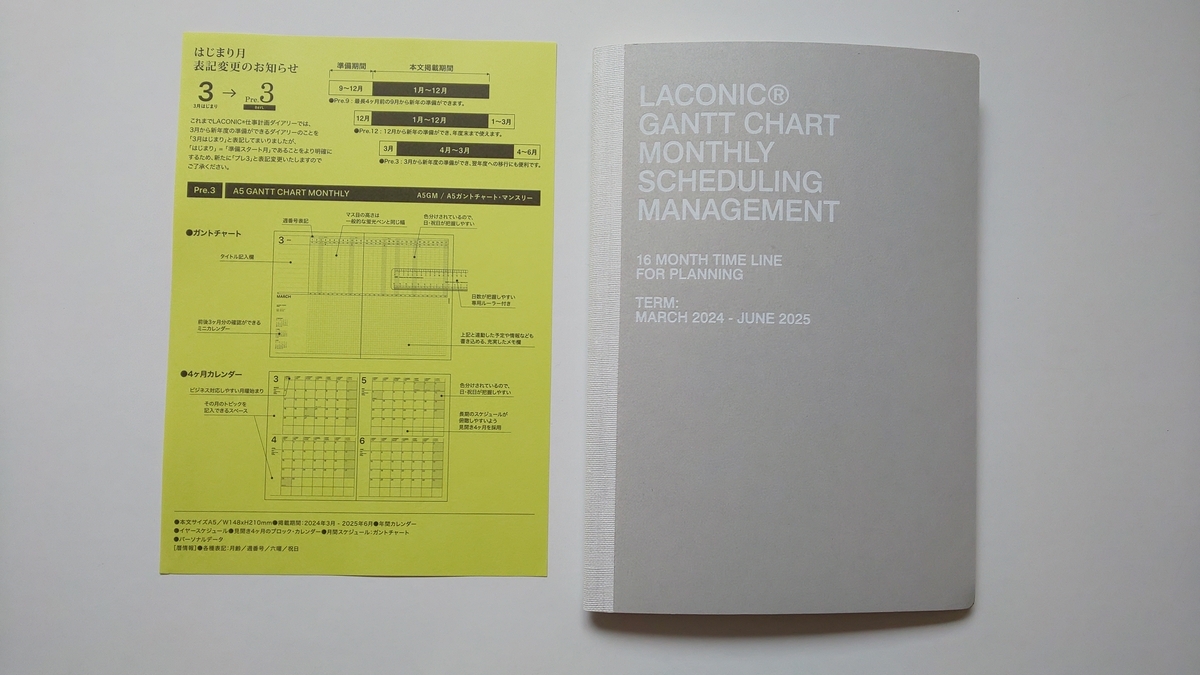 はじまり月
表記変更のお知らせ
3 → Pre.3
3月はじまり
準備期間 本文掲載期間
9〜12月 1月〜12月
●Pre.9：最長4ヶ月前の9月から新年の準備ができます。
12月 1月〜12月 1〜3月
●Pre.12：12月から新年の準備ができ、年度末まで使えます。
3月 4月〜3月 4〜6月
●Pre.3：3月から新年度の準備ができ、翌年度への移行にも便利です。
これまでLACONIC®仕事計画ダイアリーでは、
3月から新年度の準備ができるダイアリーのことを
「3月はじまり」と表記してまいりましたが、
「はじまり」＝「準備スタート月」であることをより明確に
するため、新たに「プレ3」と表記変更いたしますので
ご了承ください。
Pre.3 A5 GANTT CHART MONTHLY A5GM / A5ガントチャート・マンスリー
●ガントチャート
週番号表記
マス目の高さは
一般的な蛍光ペンと同じ幅
色分けされているので、
日・祝日が把握しやすい
タイトル記入欄
3
MARCH
日数が把握しやすい
専用ルーラー付き
前後3ヶ月分の確認ができる
ミニカレンダー
上記と連動した予定や情報なども
書き込める、充実したメモ欄
●4ヶ月カレンダー
ビジネス対応しやすい月曜始まり
その月のトピックを
記入できるスペース
3
5
4
6
色分けされているので、
日・祝日が把握しやすい
長期のスケジュールが
俯瞰しやすいよう
見開き4ヶ月を採用
●本文サイズA5／W148xH210mm●掲載期間：2024年3月 - 2025年6月●年間カレンダー
●イヤースケジュール●見開き4ヶ月のブロック・カレンダー●月間スケジュール：ガントチャート
●パーソナルデータ
［暦情報］●各種表記：月齢／週番号／六曜／祝日
LACONIC®
GANTT CHART
MONTHLY
SCHEDULING
MANAGEMENT
16 MONTH TIME LINE
FOR PLANNING
TERM:
MARCH 2024 - JUNE 2025